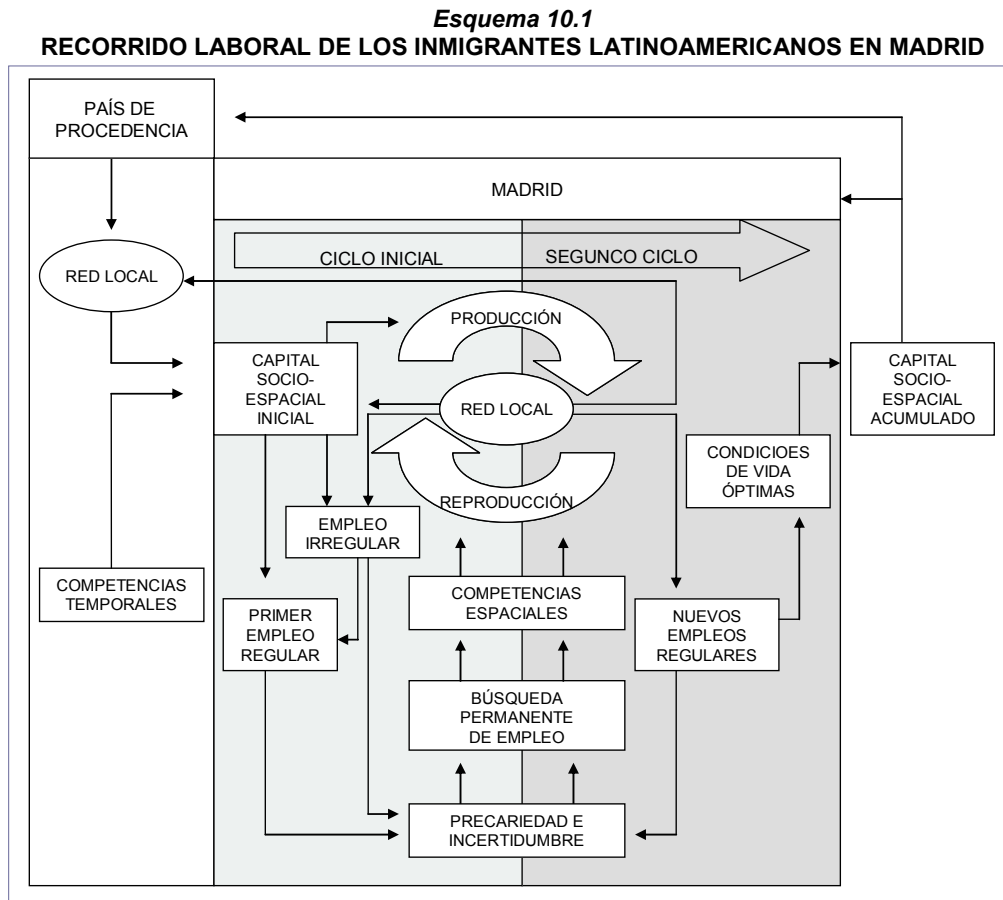 Esquema 10.1
RECORRIDO LABORAL DE LOS INMIGRANTES LATINOAMERICANOS EN MADRID
PAÍS DE
PROCEDENCIA
MADRID
CICLO INICIAL
SEGUNCO CICLO
RED LOCAL
PRODUCCIÓN
CAPITAL
SOCIO-
ESPACIAL
INICIAL
RED LOCAL
CAPITAL
SOCIO-
ESPACIAL
ACUMULADO
CONDICIOES
DE VIDA
ÓPTIMAS
REPRODUCCIÓN
EMPLEO
IRREGULAR
COMPETENCIAS
TEMPORALES
PRIMER
EMPLEO
REGULAR
COMPETENCIAS
ESPACIALES
NUEVOS
EMPLEOS
REGULARES
BÚSQUEDA
PERMANENTE
DE EMPLEO
PRECARIEDAD E
INCERTIDUMBRE